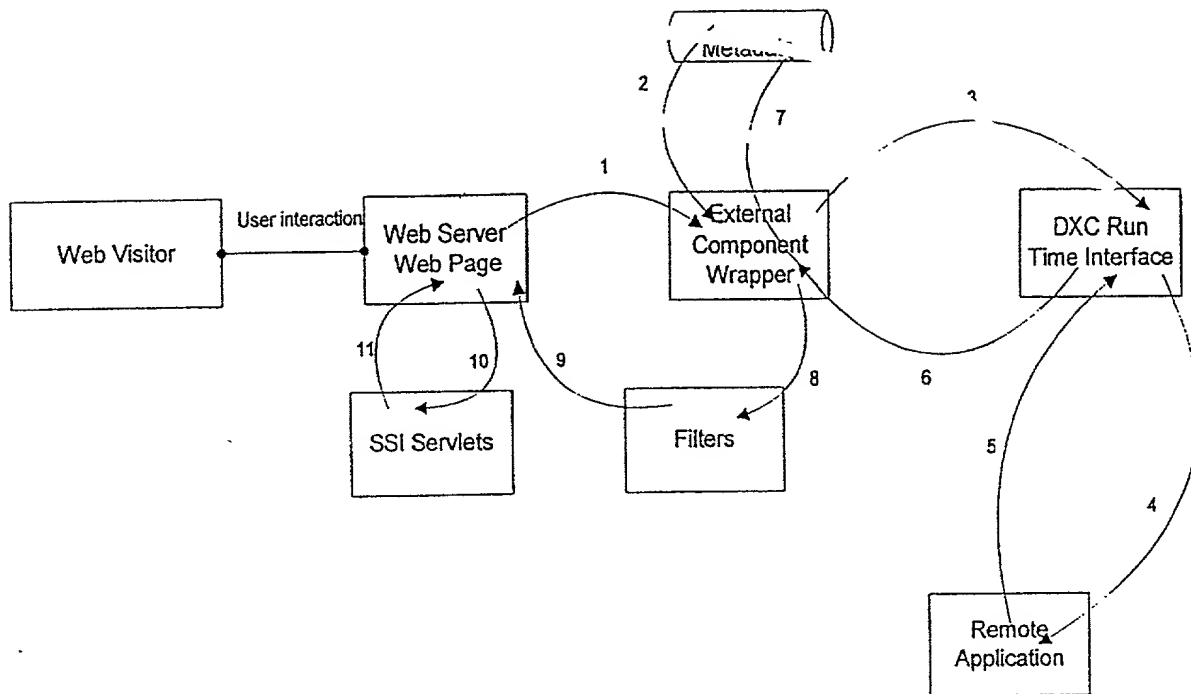 2
7
3
1
User interaction
Web Visitor
Web Server
Web Page
External
Component
Wrapper
DXC Run
Time Interface
11
10
9
8
6
SSI Servlets
Filters
5
4
Remote
Application